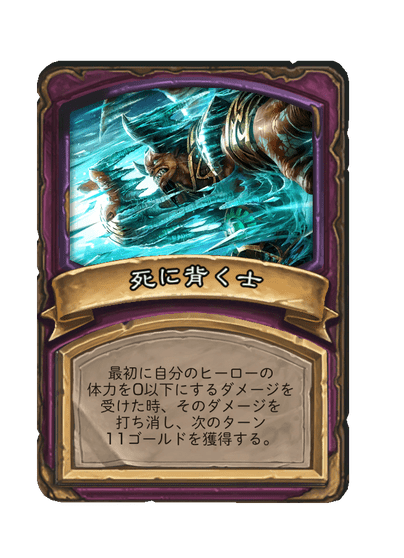 死に背く士
最初に自分のヒーローの
体力を0以下にするダメージを
受けた時、そのダメージを
打ち消し、次のターン
11ゴールドを獲得する。